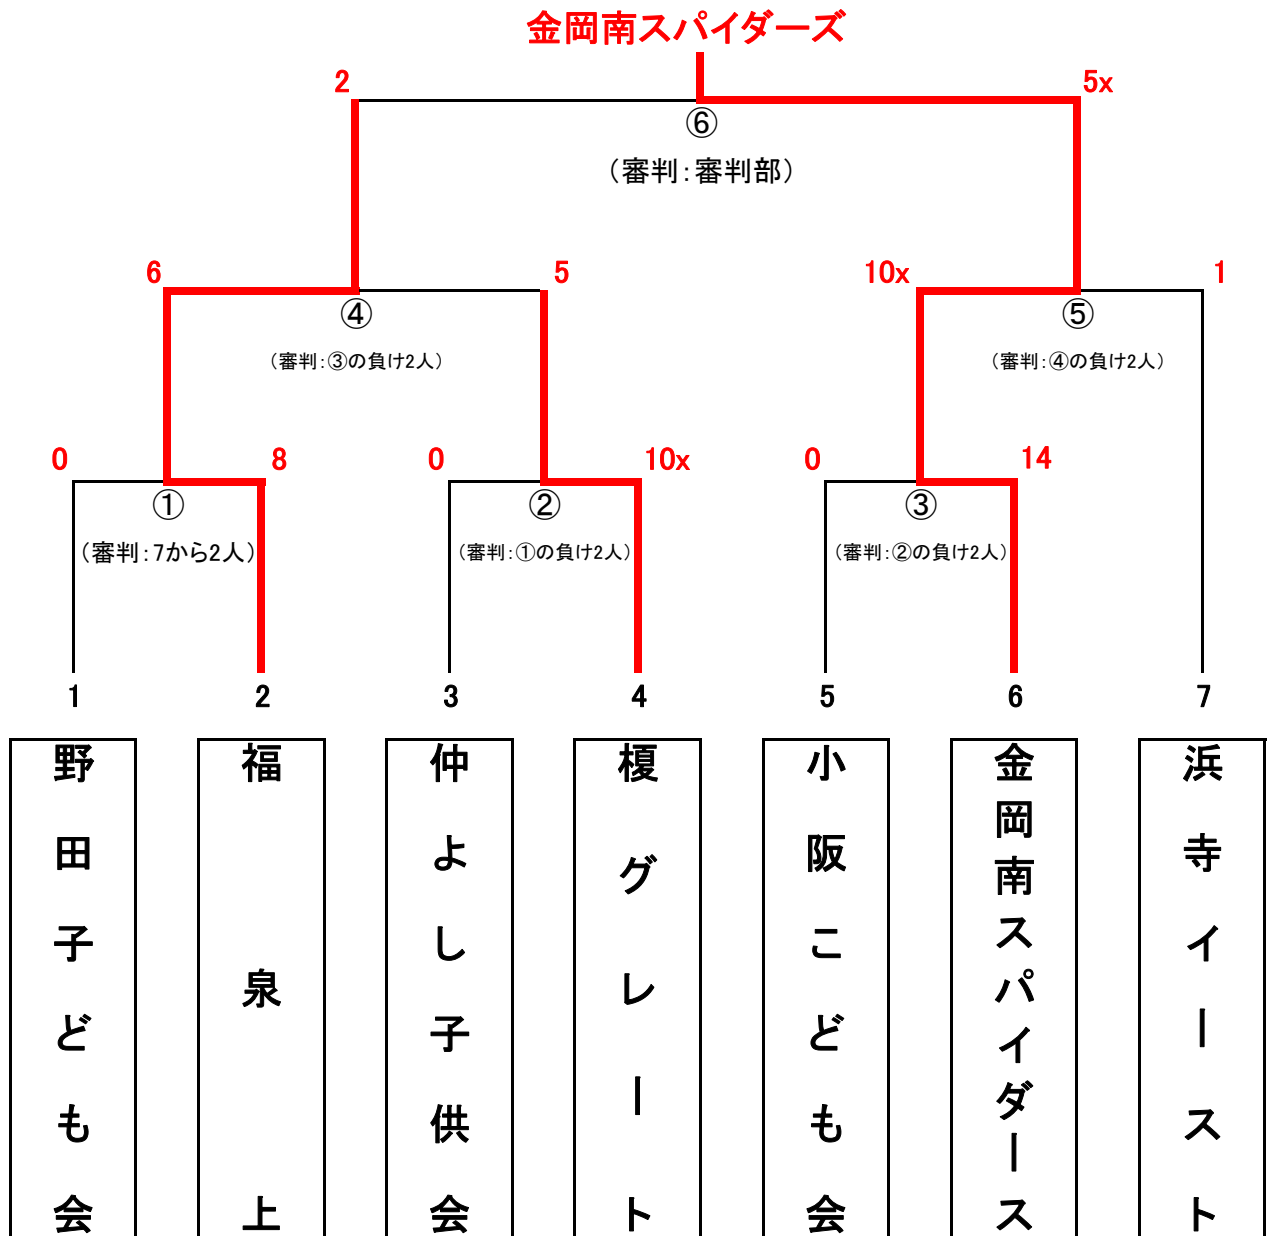 金岡南スパイダーズ
2
5x
⑥
（審判：審判部）
6
5
10x
1
④
⑤
（審判：③の負け2人）
（審判：④の負け2人）
0
8
0
10x
0
14
①
②
③
（審判：7から2人）
（審判：①の負け2人）
（審判：②の負け2人）
1
2
3
4
5
6
7
野田子ども会
福泉上
仲よし子供会
榎グレート
小阪こども会
金岡南スパイダース
浜寺イースト